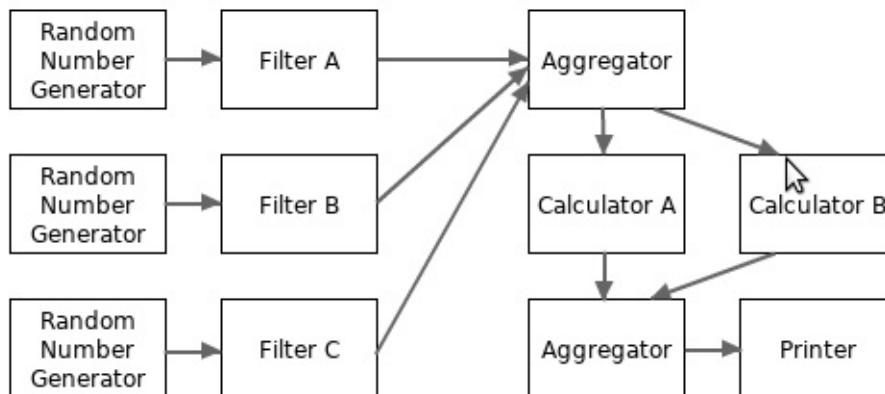 Random
Number
Generator
Filter A
Aggregator
Random
Number
Generator
Filter B
Calculator A
Calculator B
Random
Number
Generator
Filter C
Aggregator
Printer